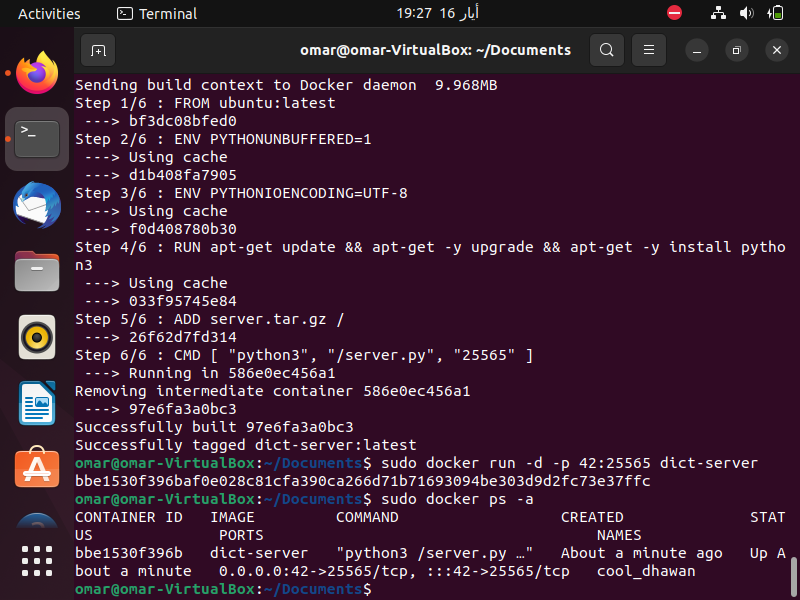 Activities Terminal 19:27 16 أيار
omar@omar-VirtualBox: ~/Documents
Sending build context to Docker daemon  9.968MB
Step 1/6 : FROM ubuntu:latest
 ---> bf3dc08bfed0
Step 2/6 : ENV PYTHONUNBUFFERED=1
 ---> Using cache
 ---> d1b408fa7905
Step 3/6 : ENV PYTHONIOENCODING=UTF-8
 ---> Using cache
 ---> f0d408780b30
Step 4/6 : RUN apt-get update && apt-get -y upgrade && apt-get -y install pytho
n3
 ---> Using cache
 ---> 033f95745e84
Step 5/6 : ADD server.tar.gz /
 ---> 26f62d7fd314
Step 6/6 : CMD [ "python3", "/server.py", "25565" ]
 ---> Running in 586e0ec456a1
Removing intermediate container 586e0ec456a1
 ---> 97e6fa3a0bc3
Successfully built 97e6fa3a0bc3
Successfully tagged dict-server:latest
omar@omar-VirtualBox:~/Documents$ sudo docker run -d -p 42:25565 dict-server
bbe1530f396baf0e028c81cfa390ca266d71b71693094be303d9d2fc73e37ffc
omar@omar-VirtualBox:~/Documents$ sudo docker ps -a
CONTAINER ID   IMAGE         COMMAND                  CREATED              STAT
US              PORTS                                     NAMES
bbe1530f396b   dict-server   "python3 /server.py …"   About a minute ago   Up A
bout a minute   0.0.0.0:42->25565/tcp, :::42->25565/tcp   cool_dhawan
omar@omar-VirtualBox:~/Documents$